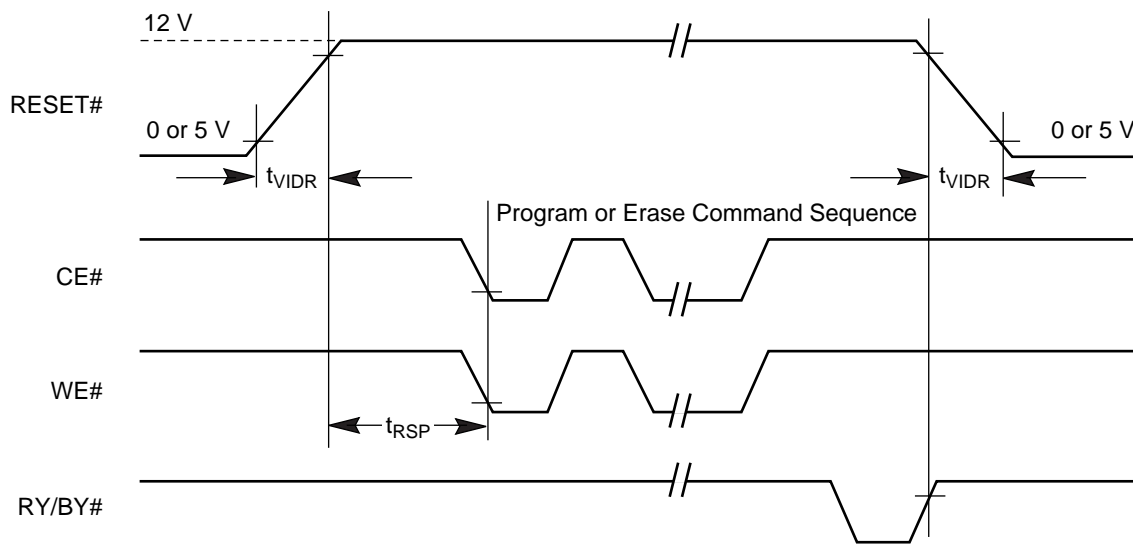 12 V
RESET#
0 or 5 V
0 or 5 V
tVIDR
tVIDR
Program or Erase Command Sequence
CE#
WE#
tRSP
RY/BY#